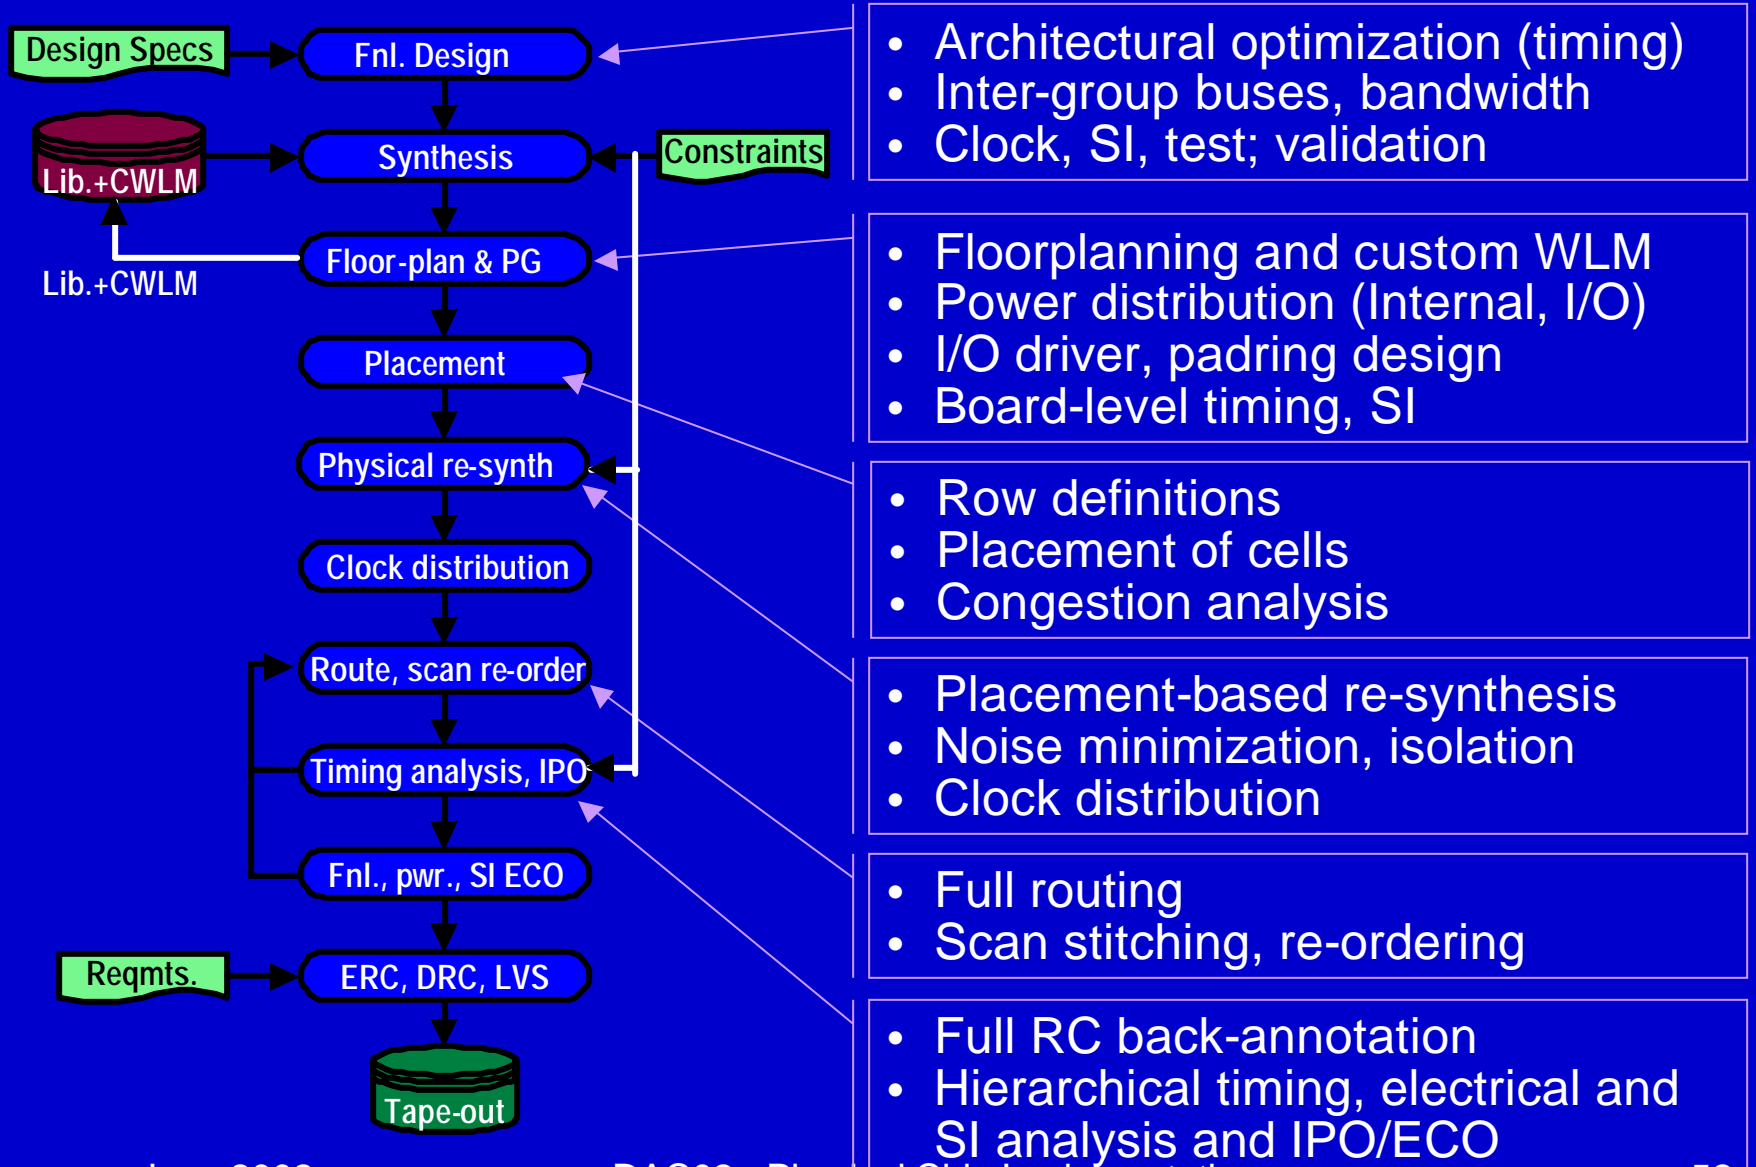 Design Specs
Fnl. Design
Synthesis
Constraints
Lib.+CWLM
Floor-plan & PG
Lib.+CWLM
Placement
Physical re-synth
Clock distribution
Route, scan re-order
Timing analysis, IPO
Fnl., pwr., SI ECO
Reqmts.
ERC, DRC, LVS
Tape-out
• Architectural optimization (timing)
• Inter-group buses, bandwidth
• Clock, SI, test; validation
• Floorplanning and custom WLM
• Power distribution (Internal, I/O)
• I/O driver, padring design
• Board-level timing, SI
• Row definitions
• Placement of cells
• Congestion analysis
• Placement-based re-synthesis
• Noise minimization, isolation
• Clock distribution
• Full routing
• Scan stitching, re-ordering
• Full RC back-annotation
• Hierarchical timing, electrical and
SI analysis and IPO/ECO